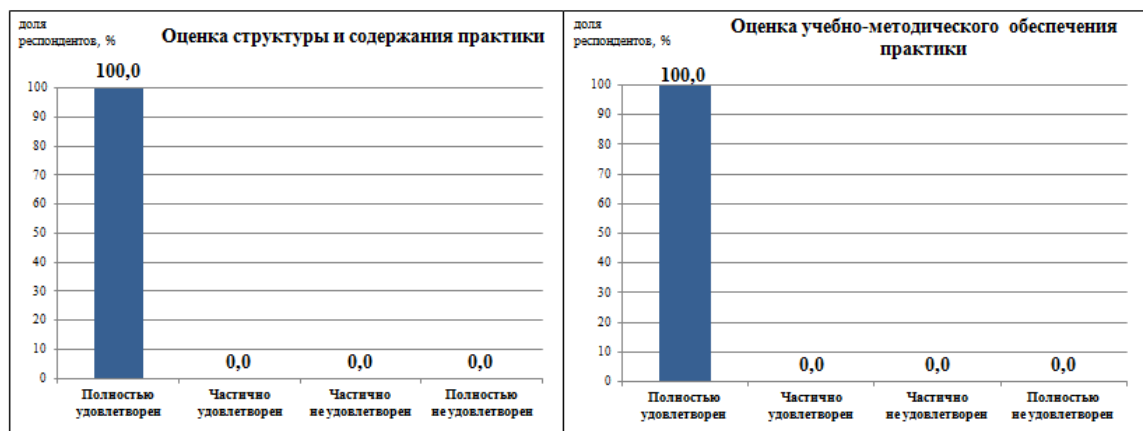 доля
респондентов, %
Оценка структуры и содержания практики
100,0
100
90
80
70
60
50
40
30
20
10
0
0,0
0,0
0,0
Полностью
удовлетворен
Частично
удовлетворен
Частично
не удовлетворен
Полностью
не удовлетворен
доля
респондентов, %
Оценка учебно-методического обеспечения
практики
100,0
100
90
80
70
60
50
40
30
20
10
0
0,0
0,0
0,0
Полностью
удовлетворен
Частично
удовлетворен
Частично
не удовлетворен
Полностью
не удовлетворен